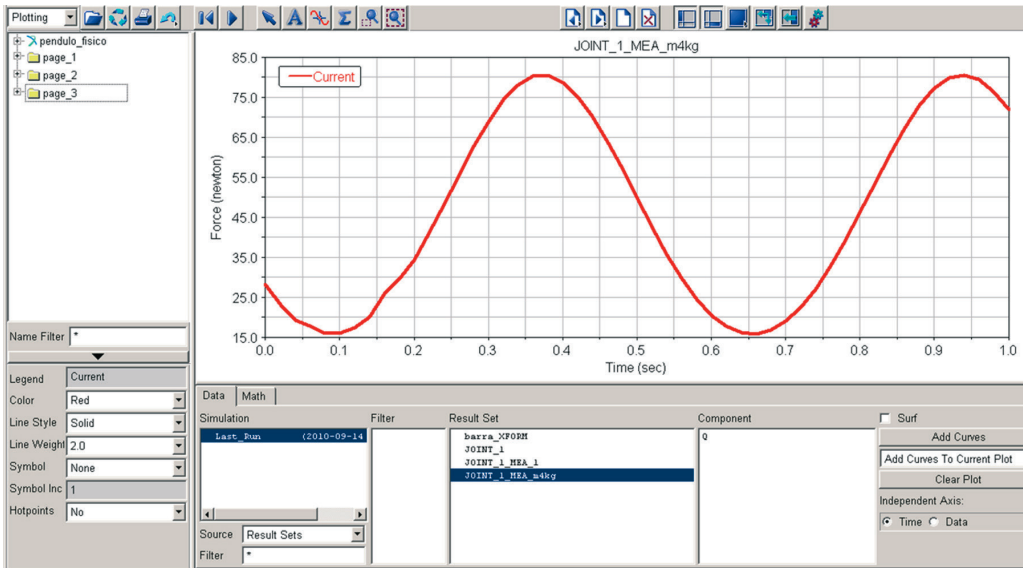 Plotting
A
Σ
pendulo_fisico
page_1
page_2
page_3
Name Filter *
Legend Current
Color Red
Line Style Solid
Line Weight 2.0
Symbol None
Symbol Inc 1
Hotpoints No
JOINT_1_MEA_m4kg
Current
85.0
75.0
65.0
55.0
45.0
35.0
25.0
15.0
Force (newton)
0.0 0.1 0.2 0.3 0.4 0.5 0.6 0.7 0.8 0.9 1.0
Time (sec)
Data Math
Simulation
Last_Run (2010-09-14
Source Result Sets
Filter *
Filter
Result Set
barra_XFORM
JOINT_1
JOINT_1_MEA_1
JOINT_1_MEA_m4kg
Component
Q
Surf
Add Curves
Add Curves To Current Plot
Clear Plot
Independent Axis:
Time Data